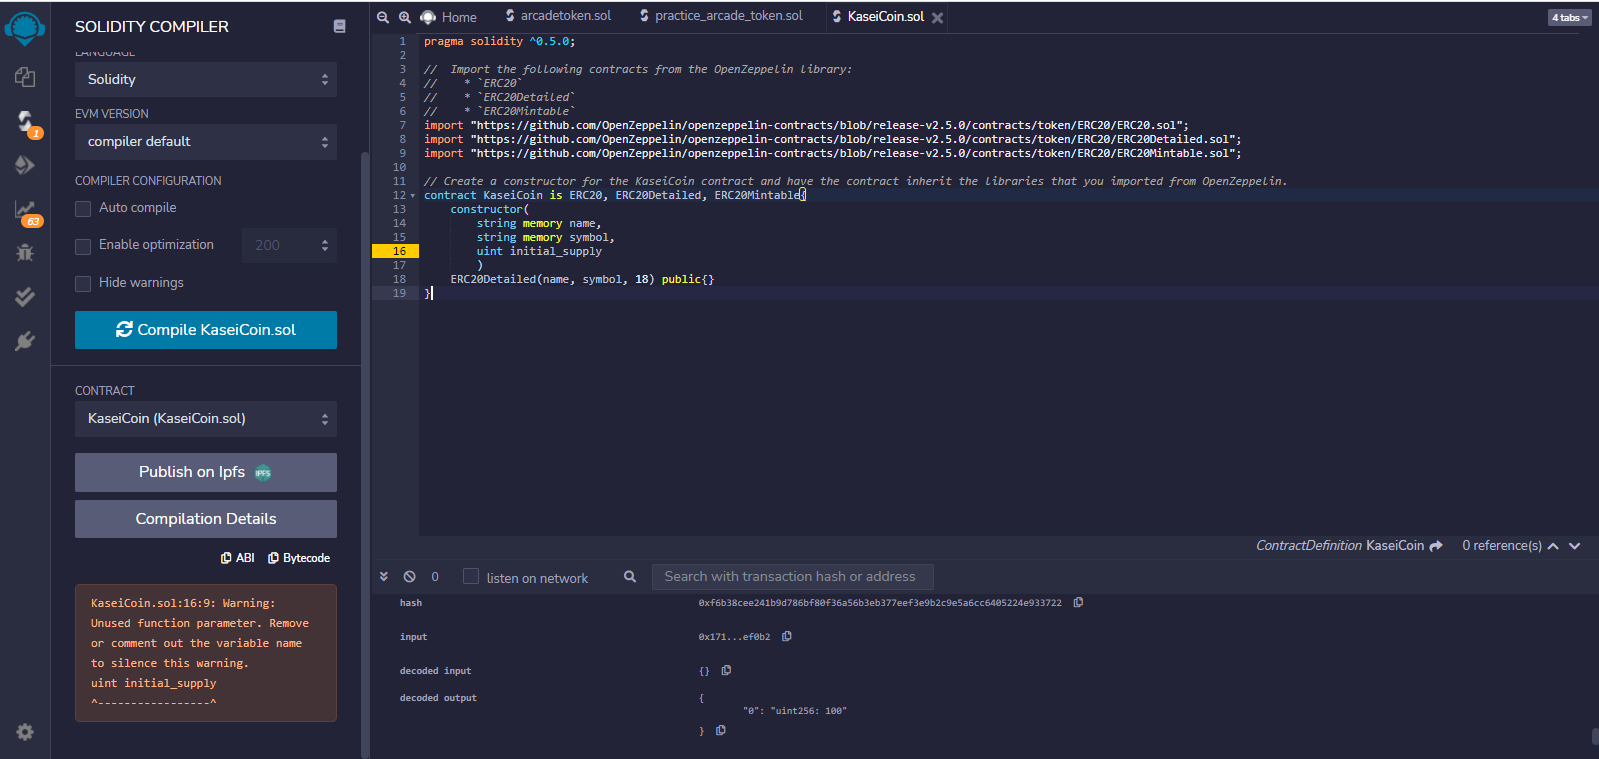 SOLIDITY COMPILER
LANGUAGE
Solidity
EVM VERSION
compiler default
COMPILER CONFIGURATION
Auto compile
Enable optimization
200
Hide warnings
Compile KaseiCoin.sol
CONTRACT
KaseiCoin (KaseiCoin.sol)
Publish on Ipfs
IPFS
Compilation Details
ABI Bytecode
KaseiCoin.sol:16:9: Warning:
Unused function parameter. Remove
or comment out the variable name
to silence this warning.
uint initial_supply
^-----------------^
1
63
Home arcadetoken.sol practice_arcade_token.sol KaseiCoin.sol 4 tabs
1 pragma solidity ^0.5.0;
2
3 //  Import the following contracts from the OpenZeppelin library:
4 //    * `ERC20`
5 //    * `ERC20Detailed`
6 //    * `ERC20Mintable`
7 import "https://github.com/OpenZeppelin/openzeppelin-contracts/blob/release-v2.5.0/contracts/token/ERC20/ERC20.sol";
8 import "https://github.com/OpenZeppelin/openzeppelin-contracts/blob/release-v2.5.0/contracts/token/ERC20/ERC20Detailed.sol";
9 import "https://github.com/OpenZeppelin/openzeppelin-contracts/blob/release-v2.5.0/contracts/token/ERC20/ERC20Mintable.sol";
10
11 // Create a constructor for the KaseiCoin contract and have the contract inherit the libraries that you imported from OpenZeppelin.
12 contract KaseiCoin is ERC20, ERC20Detailed, ERC20Mintable{
13     constructor(
14         string memory name,
15         string memory symbol,
16         uint initial_supply
17         )
18     ERC20Detailed(name, symbol, 18) public{}
19 }
ContractDefinition KaseiCoin 0 reference(s)
0 listen on network Search with transaction hash or address
hash 0xf6b38cee241b9d786bf80f36a56b3eb377eef3e9b2c9e5a6cc6405224e933722
input 0x171...ef0b2
decoded input {}
decoded output {
"0": "uint256: 100"
}